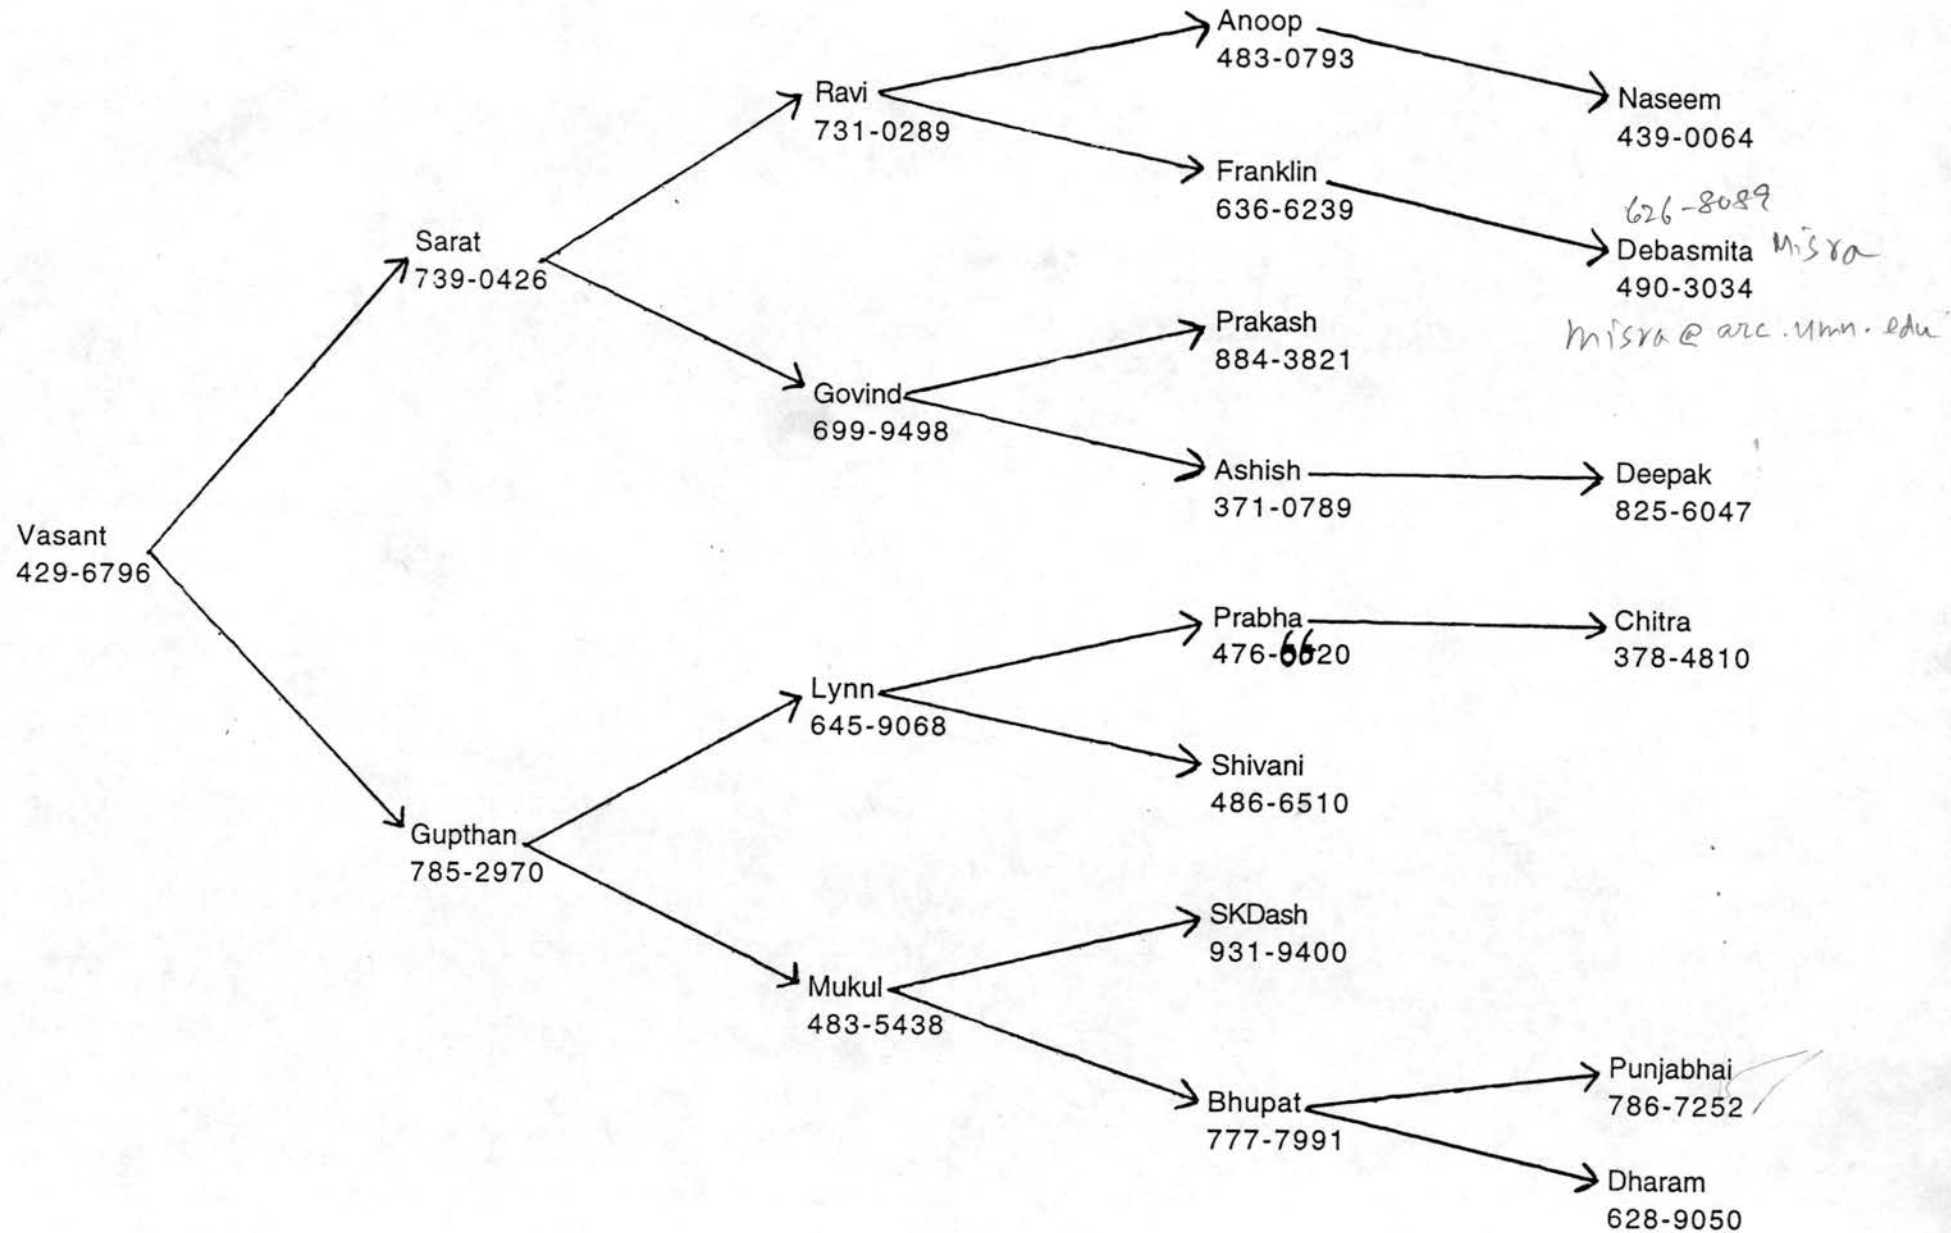 Anoop
483-0793
Naseem
439-0064
Ravi
731-0289
Franklin
636-6239
626-8089
Debasmita Misra
490-3034
misra@arc.umn.edu
Sarat
739-0426
Prakash
884-3821
Govind
699-9498
Ashish
371-0789
Deepak
825-6047
Vasant
429-6796
Prabha
476-6620
Chitra
378-4810
Lynn
645-9068
Shivani
486-6510
Gupthan
785-2970
SKDash
931-9400
Mukul
483-5438
Bhupat
777-7991
Punjabhai
786-7252
Dharam
628-9050